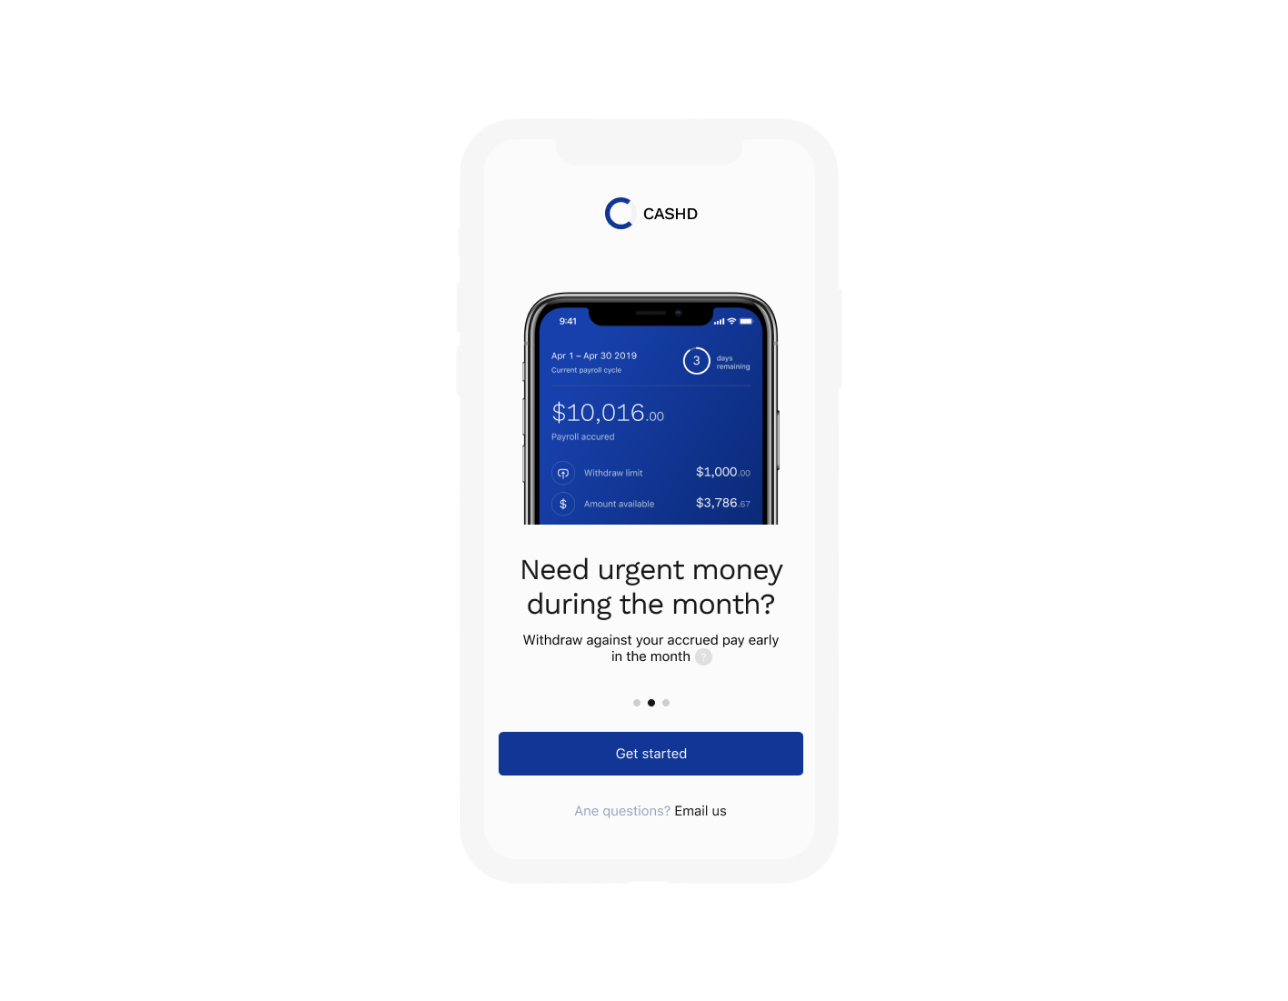 CASHD
9:41
Apr 1 – Apr 30 2019
Current payroll cycle
3
days
remaining
$10,016.00
Payroll accured
Withdraw limit
$1,000.00
$
Amount available
$3,786.67
Need urgent money
during the month?
Withdraw against your accrued pay early
in the month ?
Get started
Ane questions? Email us